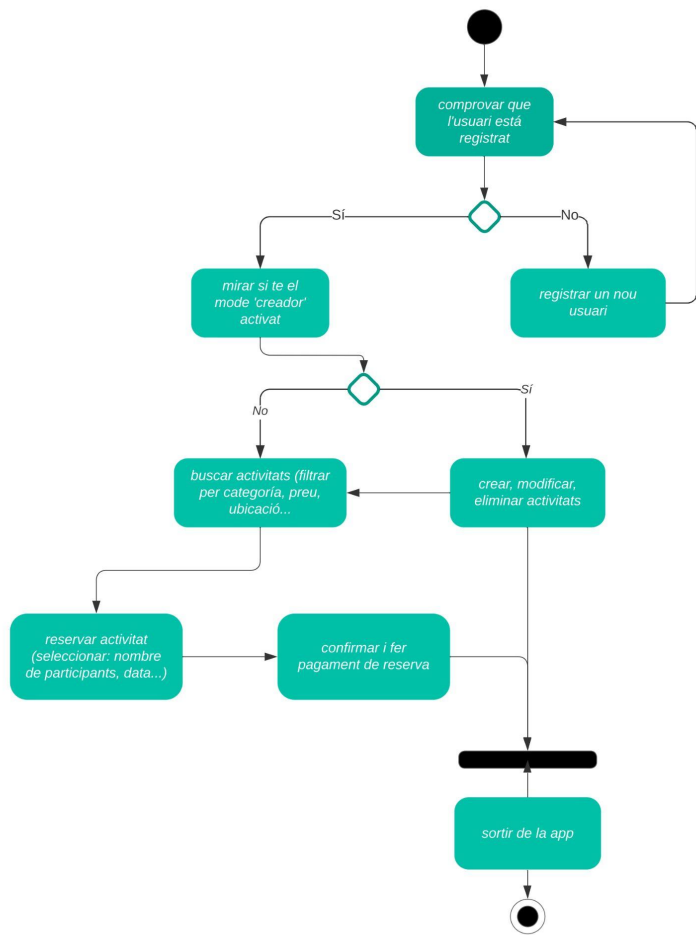 comprovar que
l'usuari está
registrat
Sí
No
mirar si te el
mode 'creador'
activat
registrar un nou
usuari
No
Sí
buscar activitats (filtrar
per categoría, preu,
ubicació...
crear, modificar,
eliminar activitats
reservar activitat
(seleccionar: nombre
de participants, data...)
confirmar i fer
pagament de reserva
sortir de la app